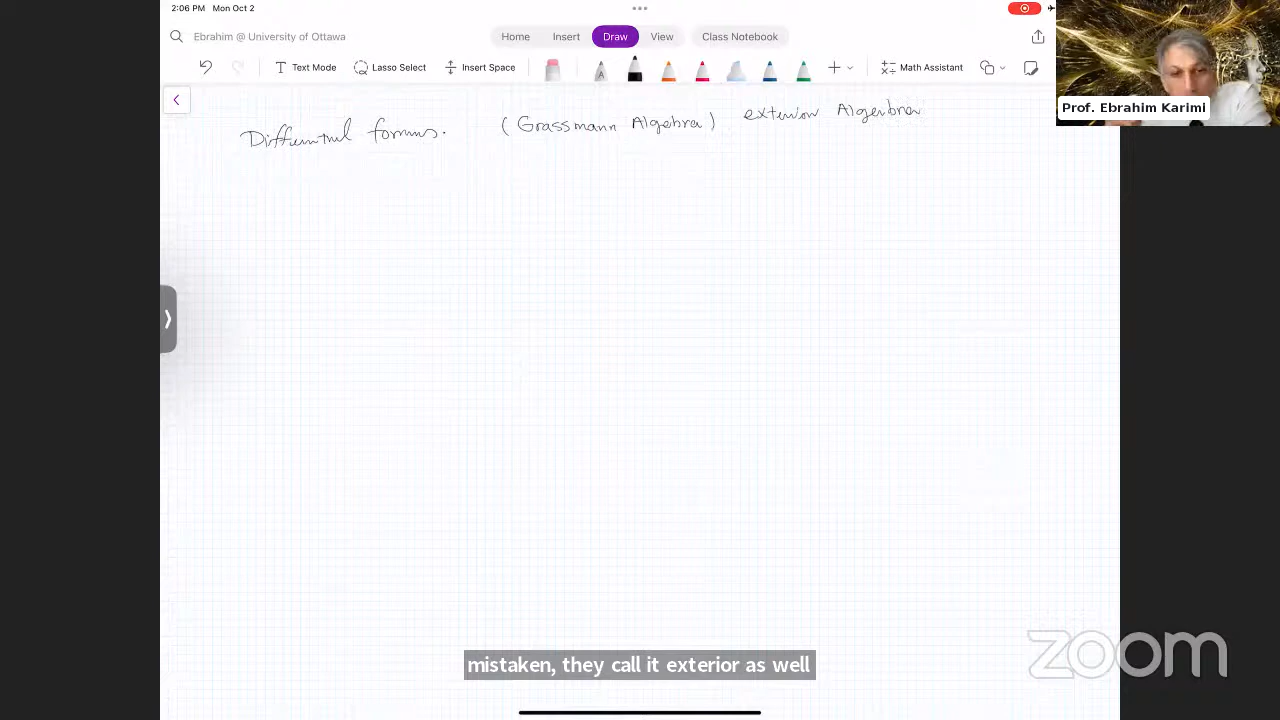 2:06 PM Mon Oct 2
Ebrahim @ University of Ottawa
Home Insert Draw View Class Notebook
Text Mode Lasso Select Insert Space Math Assistant
Prof. Ebrahim Karimi
Differential forms. (Grassmann Algebra). exterior Algebra
mistaken, they call it exterior as well
zoom